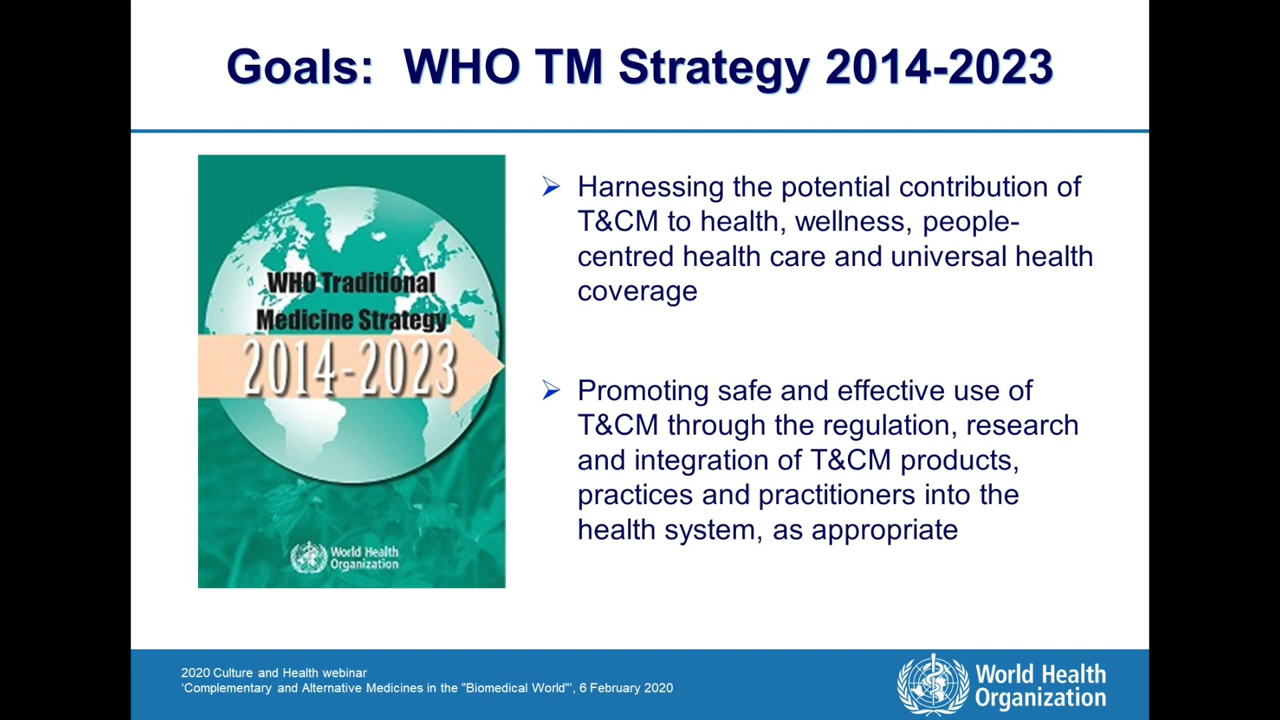 Goals: WHO TM Strategy 2014-2023
WHO Traditional
Medicine Strategy
2014-2023
World Health
Organization
➢ Harnessing the potential contribution of
T&CM to health, wellness, people-
centred health care and universal health
coverage
➢ Promoting safe and effective use of
T&CM through the regulation, research
and integration of T&CM products,
practices and practitioners into the
health system, as appropriate
2020 Culture and Health webinar
‘Complementary and Alternative Medicines in the "Biomedical World"’, 6 February 2020
World Health
Organization